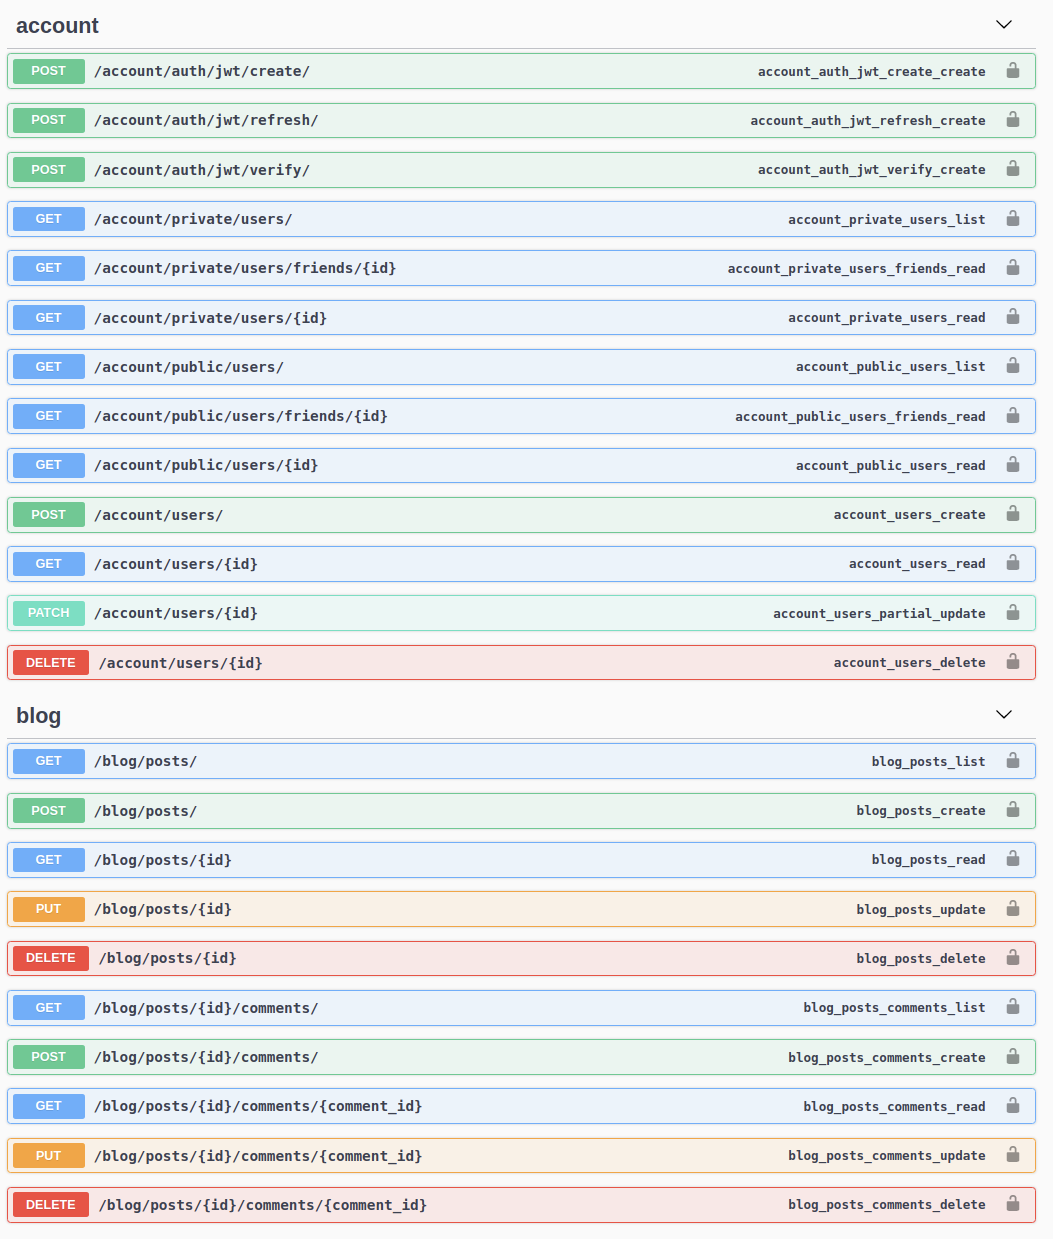 account
POST /account/auth/jwt/create/ account_auth_jwt_create_create
POST /account/auth/jwt/refresh/ account_auth_jwt_refresh_create
POST /account/auth/jwt/verify/ account_auth_jwt_verify_create
GET /account/private/users/ account_private_users_list
GET /account/private/users/friends/{id} account_private_users_friends_read
GET /account/private/users/{id} account_private_users_read
GET /account/public/users/ account_public_users_list
GET /account/public/users/friends/{id} account_public_users_friends_read
GET /account/public/users/{id} account_public_users_read
POST /account/users/ account_users_create
GET /account/users/{id} account_users_read
PATCH /account/users/{id} account_users_partial_update
DELETE /account/users/{id} account_users_delete
blog
GET /blog/posts/ blog_posts_list
POST /blog/posts/ blog_posts_create
GET /blog/posts/{id} blog_posts_read
PUT /blog/posts/{id} blog_posts_update
DELETE /blog/posts/{id} blog_posts_delete
GET /blog/posts/{id}/comments/ blog_posts_comments_list
POST /blog/posts/{id}/comments/ blog_posts_comments_create
GET /blog/posts/{id}/comments/{comment_id} blog_posts_comments_read
PUT /blog/posts/{id}/comments/{comment_id} blog_posts_comments_update
DELETE /blog/posts/{id}/comments/{comment_id} blog_posts_comments_delete